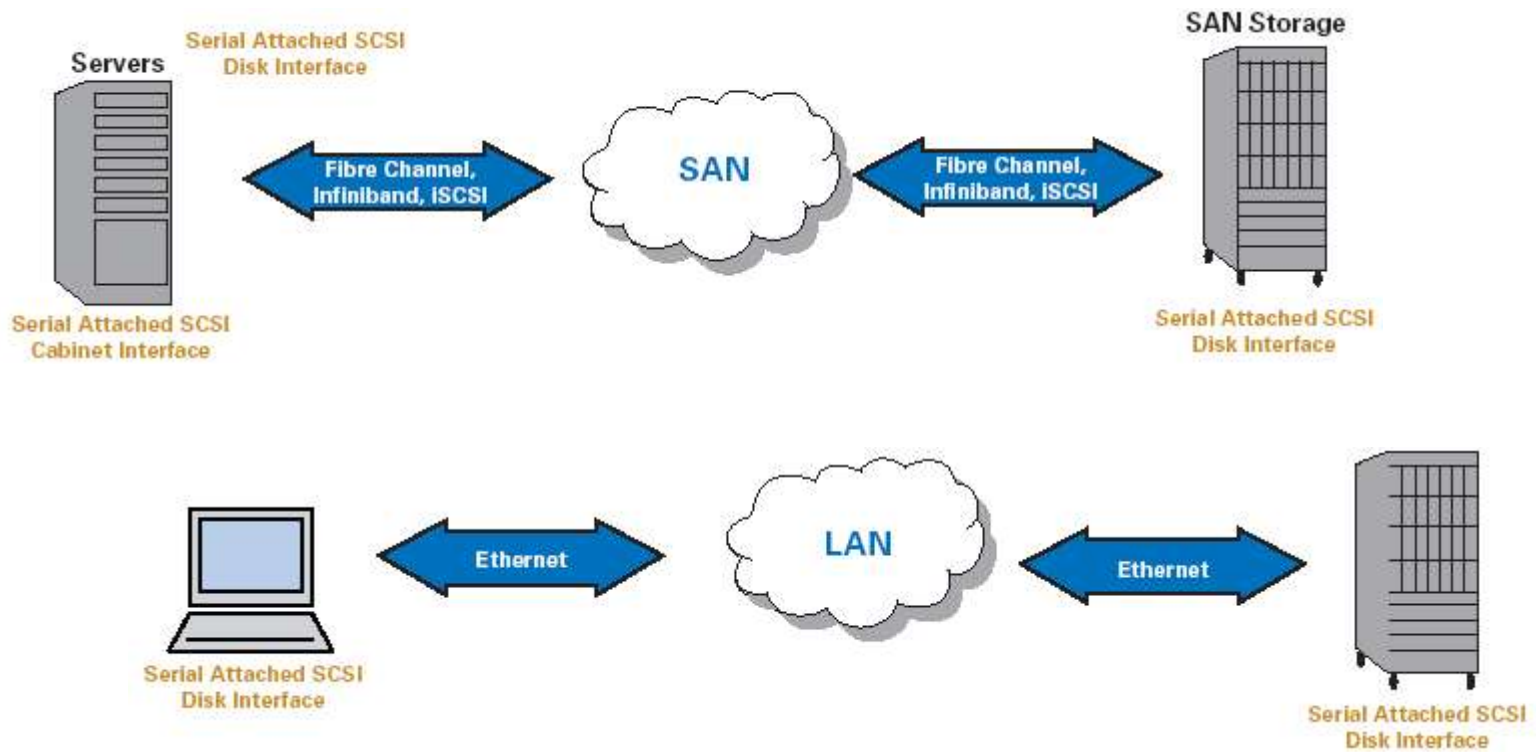 Serial Attached SCSI
Disk Interface
Servers
SAN Storage
Fibre Channel,
Infiniband, iSCSI
SAN
Fibre Channel,
Infiniband, iSCSI
Serial Attached SCSI
Cabinet Interface
Serial Attached SCSI
Disk Interface
Ethernet
LAN
Ethernet
Serial Attached SCSI
Disk Interface
Serial Attached SCSI
Disk Interface